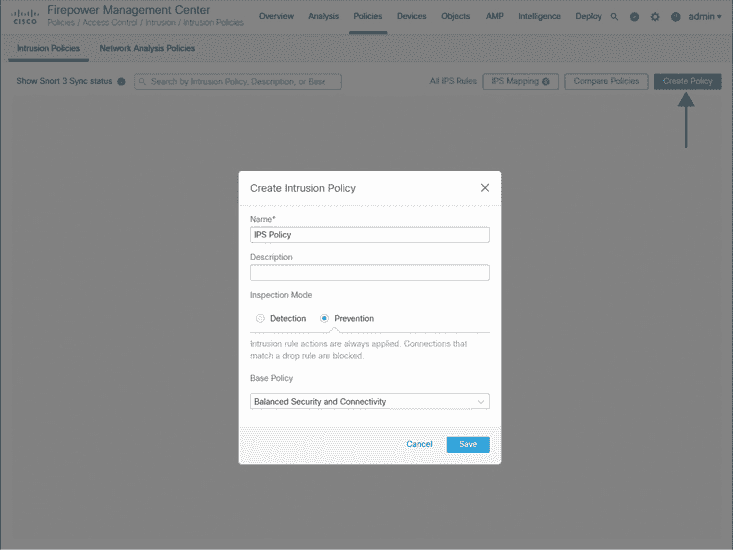 CISCO
Firepower Management Center
Policies / Access Control / Intrusion / Intrusion Policies
Overview Analysis Policies Devices Objects AMP Intelligence Deploy admin
Intrusion Policies Network Analysis Policies
Show Snort 3 Sync status Search by Intrusion Policy, Description, or Base All IPS Rules IPS Mapping Compare Policies Create Policy
Create Intrusion Policy
Name*
IPS Policy
Description
Inspection Mode
Detection Prevention
Intrusion rule actions are always applied. Connections that
match a drop rule are blocked.
Base Policy
Balanced Security and Connectivity
Cancel Save